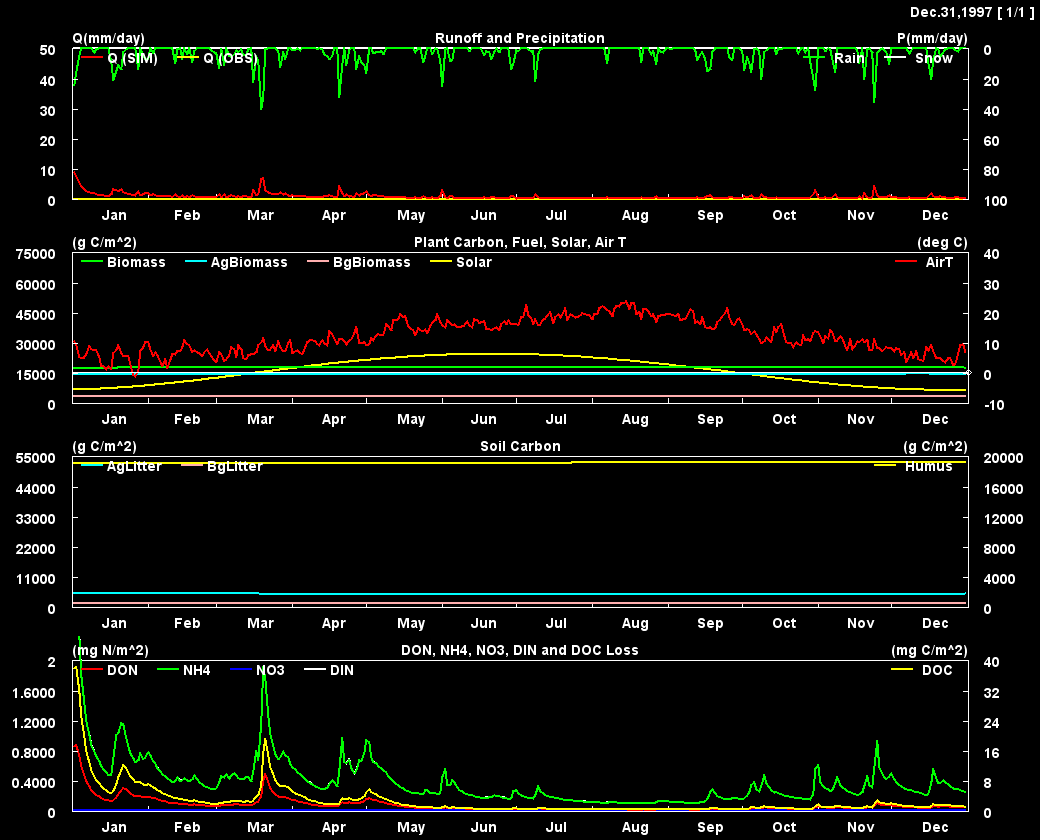 Dec.31,1997 [ 1/1 ]
Q(mm/day) Runoff and Precipitation P(mm/day)
50 0
Q (SIM) Q (OBS) Rain Snow
40 20
30 40
20 60
10 80
0 100
Jan Feb Mar Apr May Jun Jul Aug Sep Oct Nov Dec
(g C/m^2) Plant Carbon, Fuel, Solar, Air T (deg C)
75000 40
Biomass AgBiomass BgBiomass Solar AirT
60000 30
45000 20
30000 10
15000 0
0 -10
Jan Feb Mar Apr May Jun Jul Aug Sep Oct Nov Dec
(g C/m^2) Soil Carbon (g C/m^2)
55000 20000
AgLitter BgLitter Humus
44000 16000
33000 12000
22000 8000
11000 4000
0 0
Jan Feb Mar Apr May Jun Jul Aug Sep Oct Nov Dec
(mg N/m^2) DON, NH4, NO3, DIN and DOC Loss (mg C/m^2)
2 40
DON NH4 NO3 DIN DOC
1.6000 32
1.2000 24
0.8000 16
0.4000 8
0 0
Jan Feb Mar Apr May Jun Jul Aug Sep Oct Nov Dec